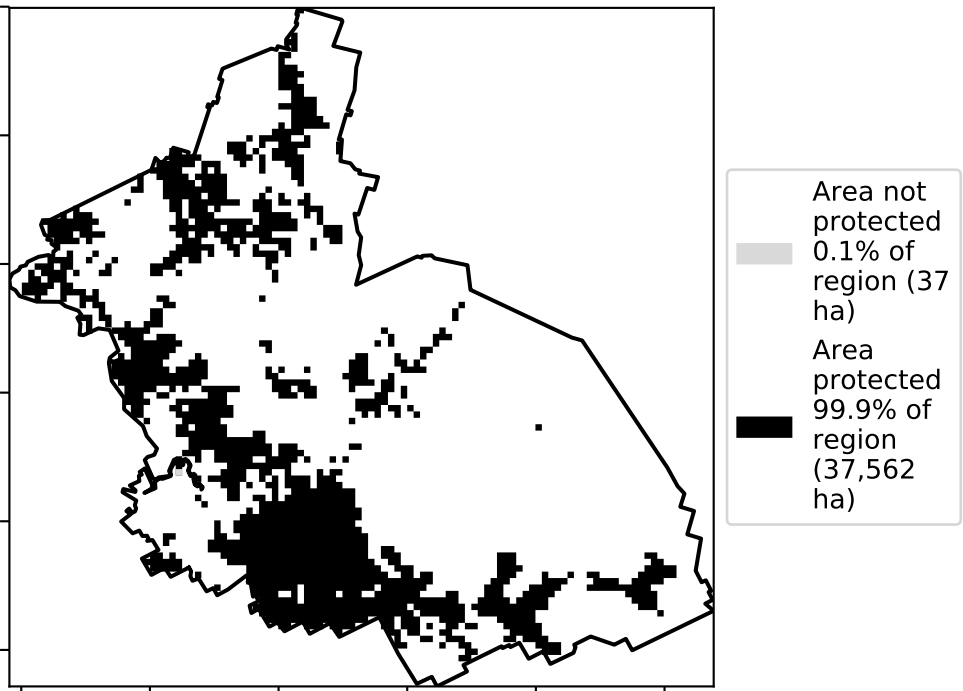 Area not
protected
0.1% of
region (37
ha)
Area
protected
99.9% of
region
(37,562
ha)